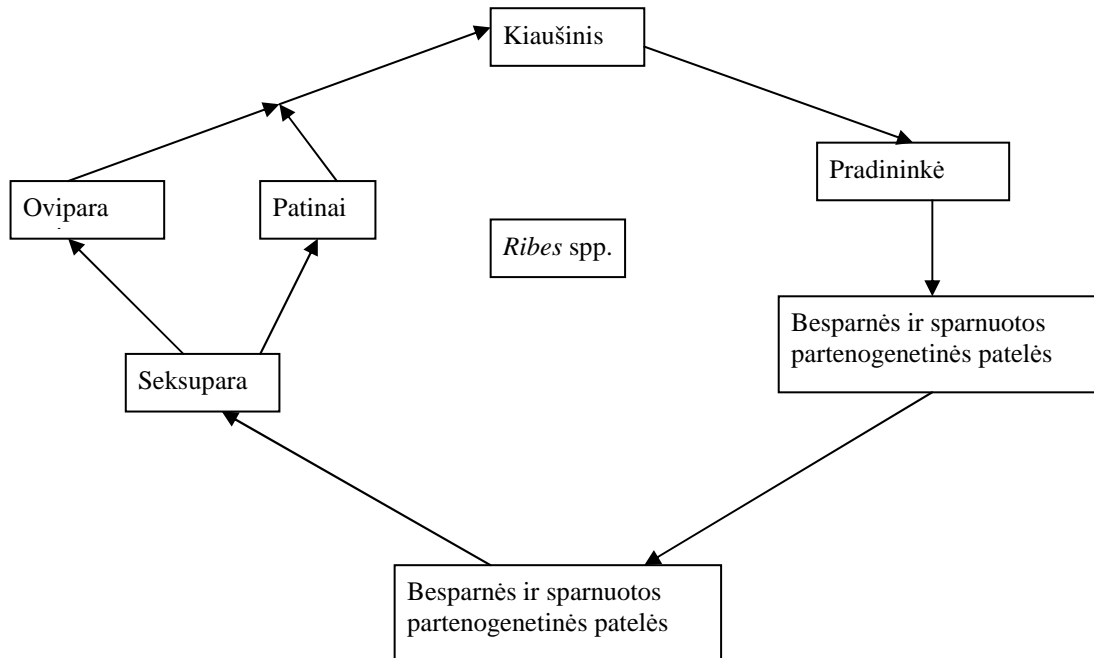 Kiaušinis
Pradininkė
Ovipara
Patinai
Ribes spp.
Besparnės ir sparnuotos
partenogenetinės patelės
Seksupara
Besparnės ir sparnuotos
partenogenetinės patelės